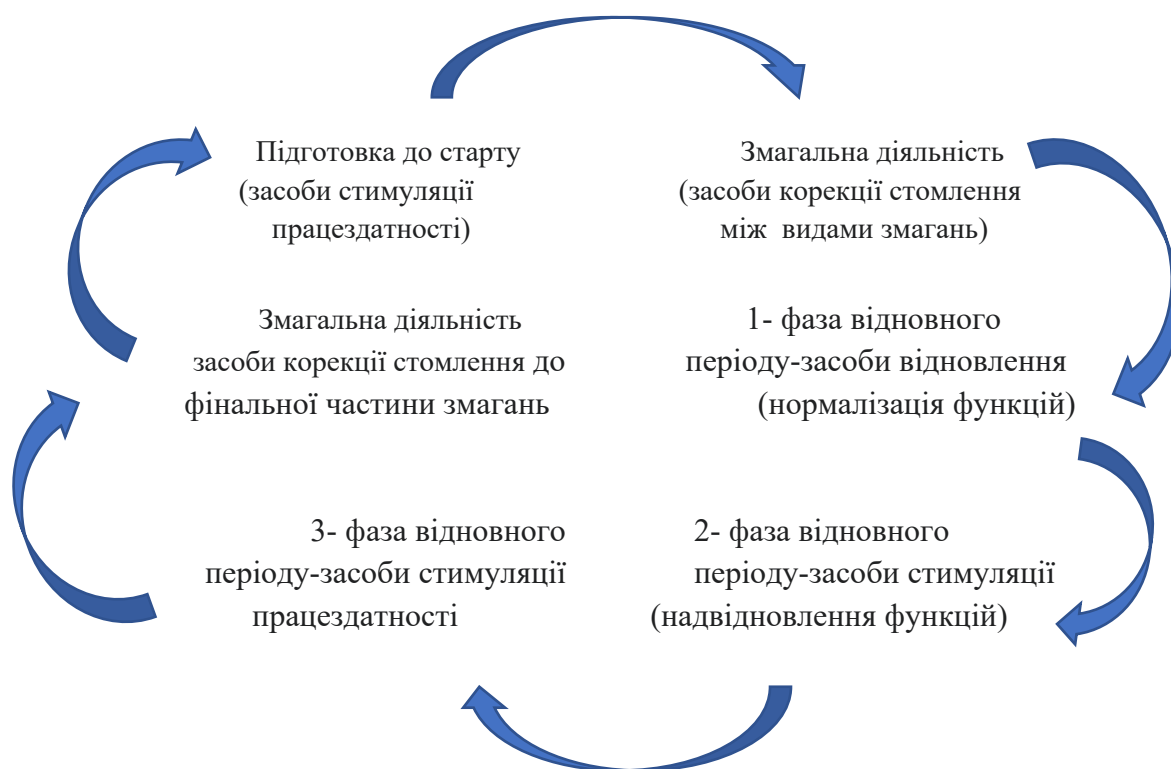 Підготовка до старту
(засоби стимуляції
працездатності)
Змагальна діяльність
(засоби корекції стомлення
між видами змагань)
1- фаза відновного
періоду-засоби відновлення
(нормалізація функцій)
2- фаза відновного
періоду-засоби стимуляції
(надвідновлення функцій)
3- фаза відновного
періоду-засоби стимуляції
працездатності
Змагальна діяльність
засоби корекції стомлення до
фінальної частини змагань